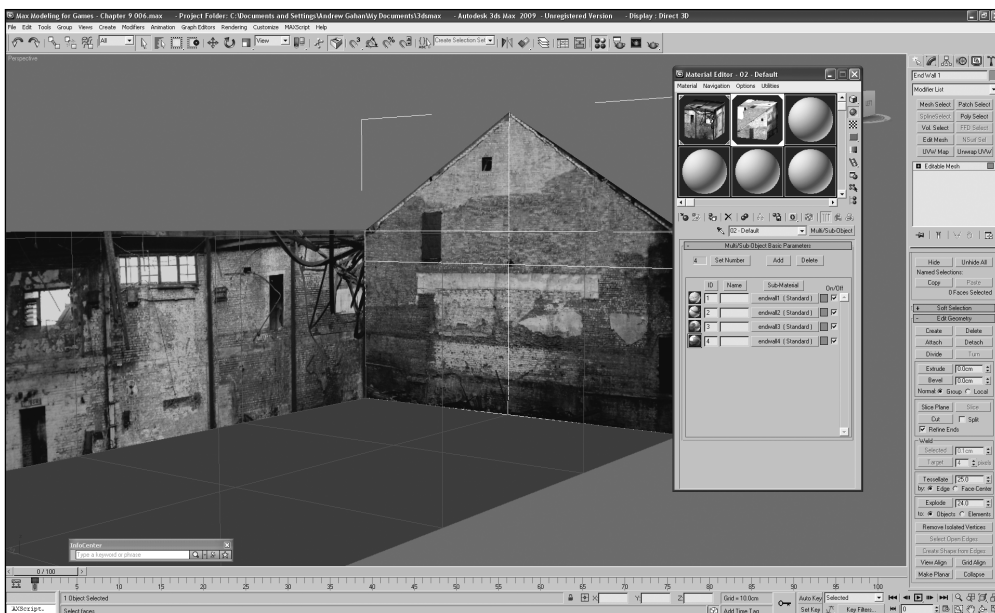 Max Modeling for Games - Chapter 9 006.max - Project Folder: C:\Documents and Settings\Andrew Gahan\My Documents\3dsmax - Autodesk 3ds Max 2009 - Unregistered Version - Display : Direct 3D
File Edit Tools Group Views Create Modifiers Animation Graph Editors Rendering Customize MAXScript Help
All
View
Create Selection Set
Perspective
Material Editor - 02 - Default
Material Navigation Options Utilities
02 - Default Multi/Sub-Object
- Multi/Sub-Object Basic Parameters
4 Set Number Add Delete
ID Name Sub-Material On/Off
1 endwall1 ( Standard )
2 endwall2 ( Standard )
3 endwall3 ( Standard )
4 endwall4 ( Standard )
End Wall 1
Modifier List
Mesh Select Patch Select
SplineSelect Poly Select
Vol. Select FFD Select
Edit Mesh NSurf Sel
UVW Map Unwrap UVW
Editable Mesh
Hide Unhide All
Named Selections:
Copy Paste
0 Faces Selected
+ Soft Selection
- Edit Geometry
Create Delete
Attach Detach
Divide Turn
Extrude 0.0cm
Bevel 0.0cm
Normal Group Local
Slice Plane Slice
Cut Split
Refine Ends
Weld
Selected 0.1cm
Target 4 pixels
Tessellate 25.0
by: Edge Face-Center
Explode 24.0
to: Objects Elements
Remove Isolated Vertices
Select Open Edges
Create Shape from Edges
View Align Grid Align
Make Planar Collapse
InfoCenter
Type a keyword or phrase
0 / 100
5 10 15 20 25 30 35 40 45 50 55 60 65 70 75 80 85 90 95 100
1 Object Selected X Y Z Grid = 10.0cm Auto Key Selected
AXScript. Select faces Add Time Tag Set Key Key Filters... 0